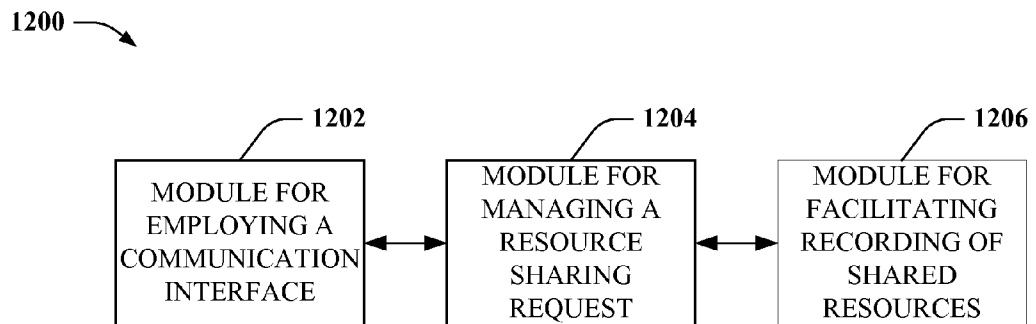 1200
1202
1204
1206
MODULE FOR
EMPLOYING A
COMMUNICATION
INTERFACE
MODULE FOR
MANAGING A
RESOURCE
SHARING
REQUEST
MODULE FOR
FACILITATING
RECORDING OF
SHARED
RESOURCES